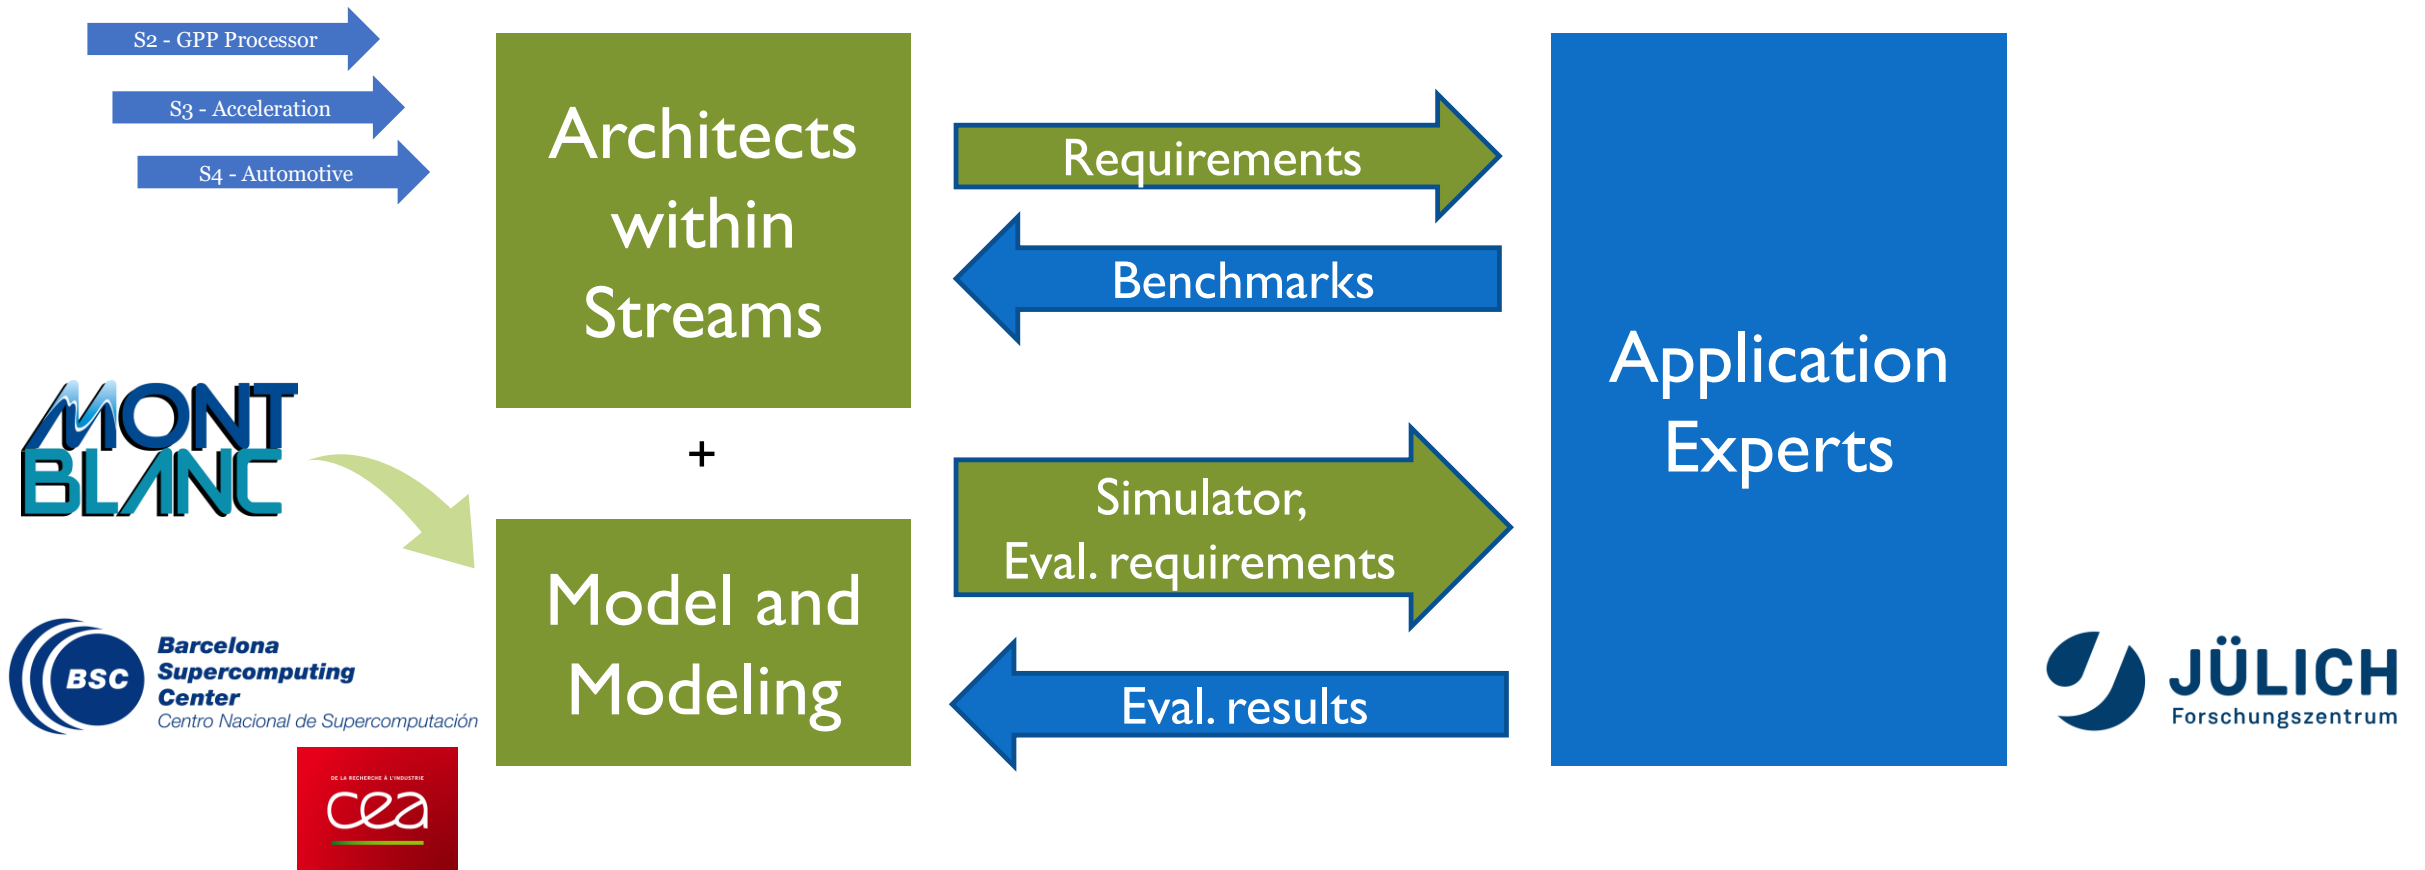 S2 - GPP Processor
S3 - Acceleration
S4 - Automotive
Architects
within
Streams
+
Model and
Modeling
MONT
BLANC
BSC
Barcelona
Supercomputing
Center
Centro Nacional de Supercomputación
DE LA RECHERCHE À L'INDUSTRIE
cea
Requirements
Benchmarks
Simulator,
Eval. requirements
Eval. results
Application
Experts
JÜLICH
Forschungszentrum